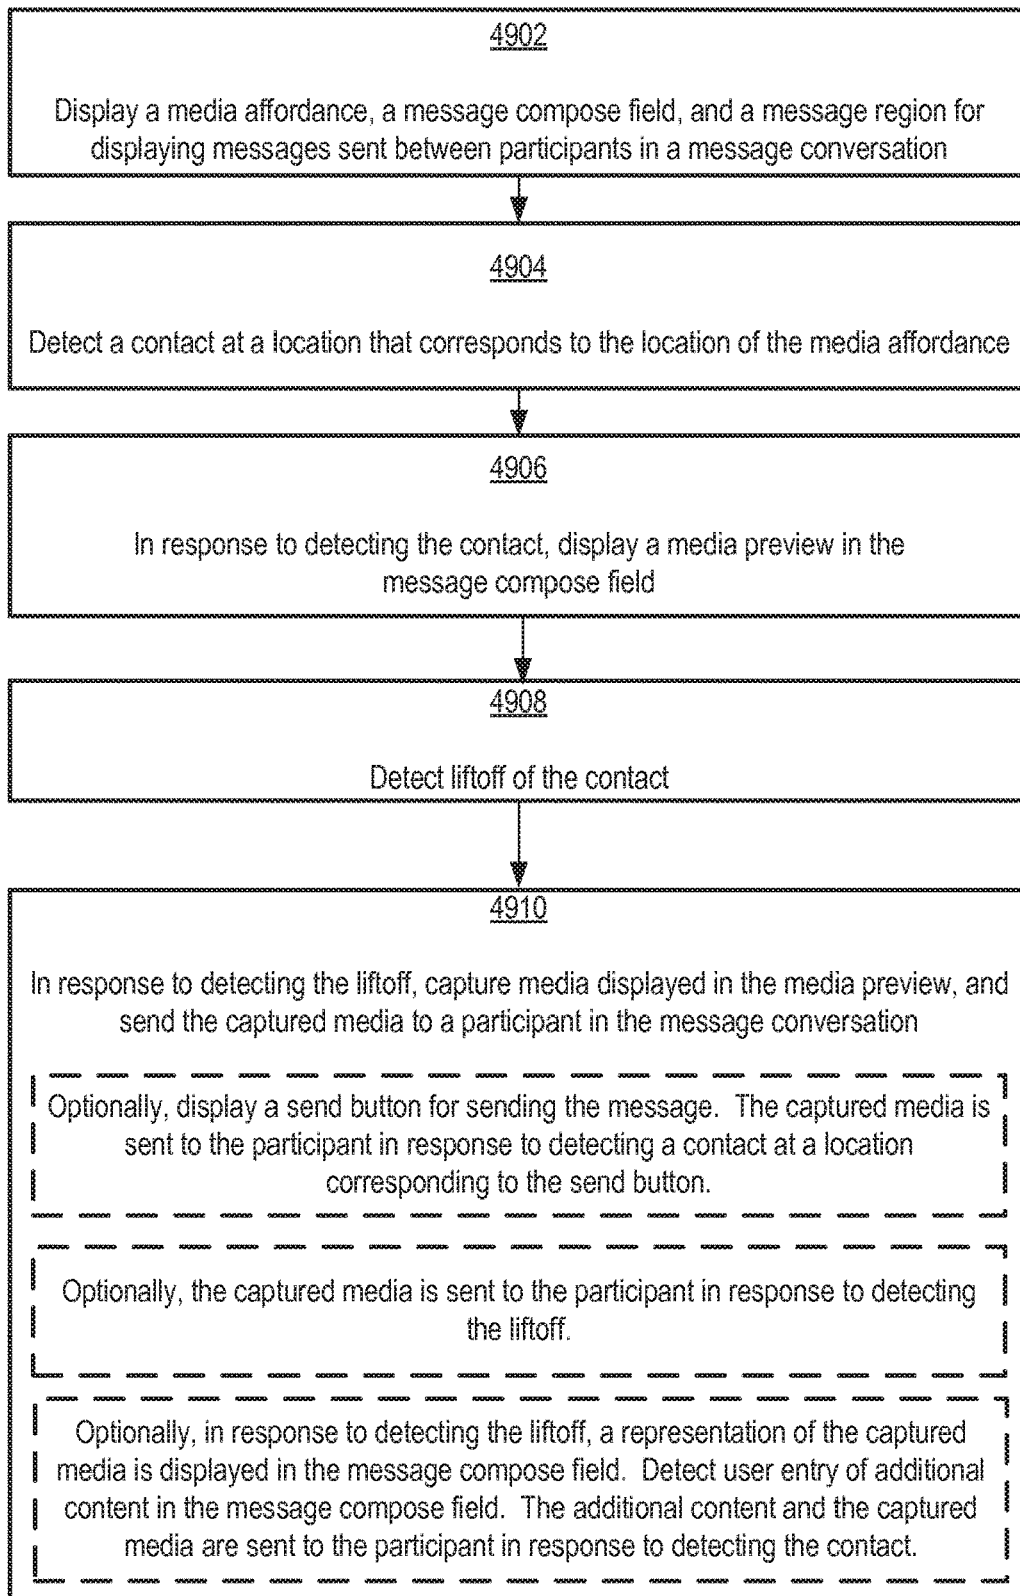 4902
Display a media affordance, a message compose field, and a message region for
displaying messages sent between participants in a message conversation
4904
Detect a contact at a location that corresponds to the location of the media affordance
4906
In response to detecting the contact, display a media preview in the
message compose field
4908
Detect liftoff of the contact
4910
In response to detecting the liftoff, capture media displayed in the media preview, and
send the captured media to a participant in the message conversation
Optionally, display a send button for sending the message. The captured media is
sent to the participant in response to detecting a contact at a location
corresponding to the send button.
Optionally, the captured media is sent to the participant in response to detecting
the liftoff.
Optionally, in response to detecting the liftoff, a representation of the captured
media is displayed in the message compose field. Detect user entry of additional
content in the message compose field. The additional content and the captured
media are sent to the participant in response to detecting the contact.